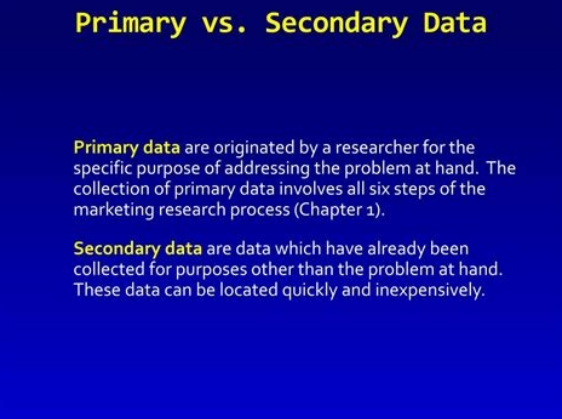 Primary vs. Secondary Data
Primary data are originated by a researcher for the
specific purpose of addressing the problem at hand.  The
collection of primary data involves all six steps of the
marketing research process (Chapter 1).
Secondary data are data which have already been
collected for purposes other than the problem at hand.
These data can be located quickly and inexpensively.